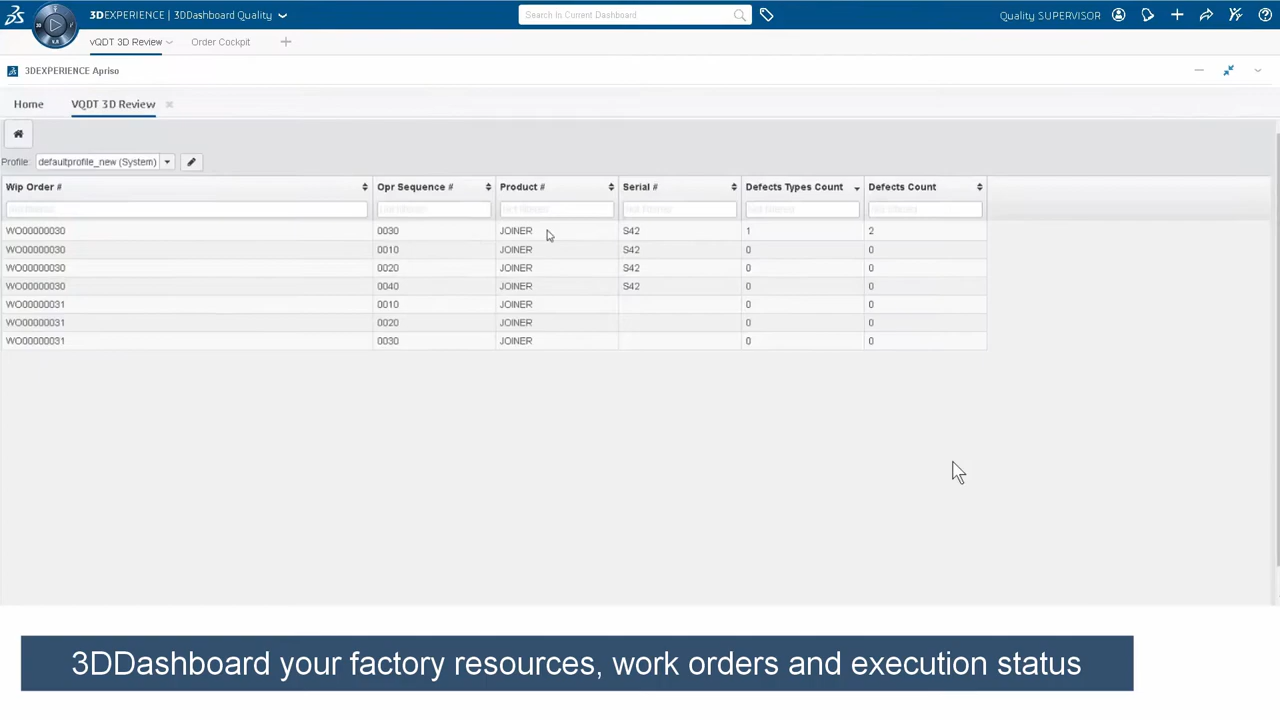 3DEXPERIENCE | 3DDashboard Quality
Search In Current Dashboard
Quality SUPERVISOR
vQDT 3D Review
Order Cockpit
3DEXPERIENCE Apriso
Home
VQDT 3D Review
Profile: defaultprofile_new (System)
Wip Order # Opr Sequence # Product # Serial # Defects Types Count Defects Count
WO00000030 0030 JOINER S42 1 2
WO00000030 0010 JOINER S42 0 0
WO00000030 0020 JOINER S42 0 0
WO00000030 0040 JOINER S42 0 0
WO00000031 0010 JOINER 0 0
WO00000031 0020 JOINER 0 0
WO00000031 0030 JOINER 0 0
3DDashboard your factory resources, work orders and execution status